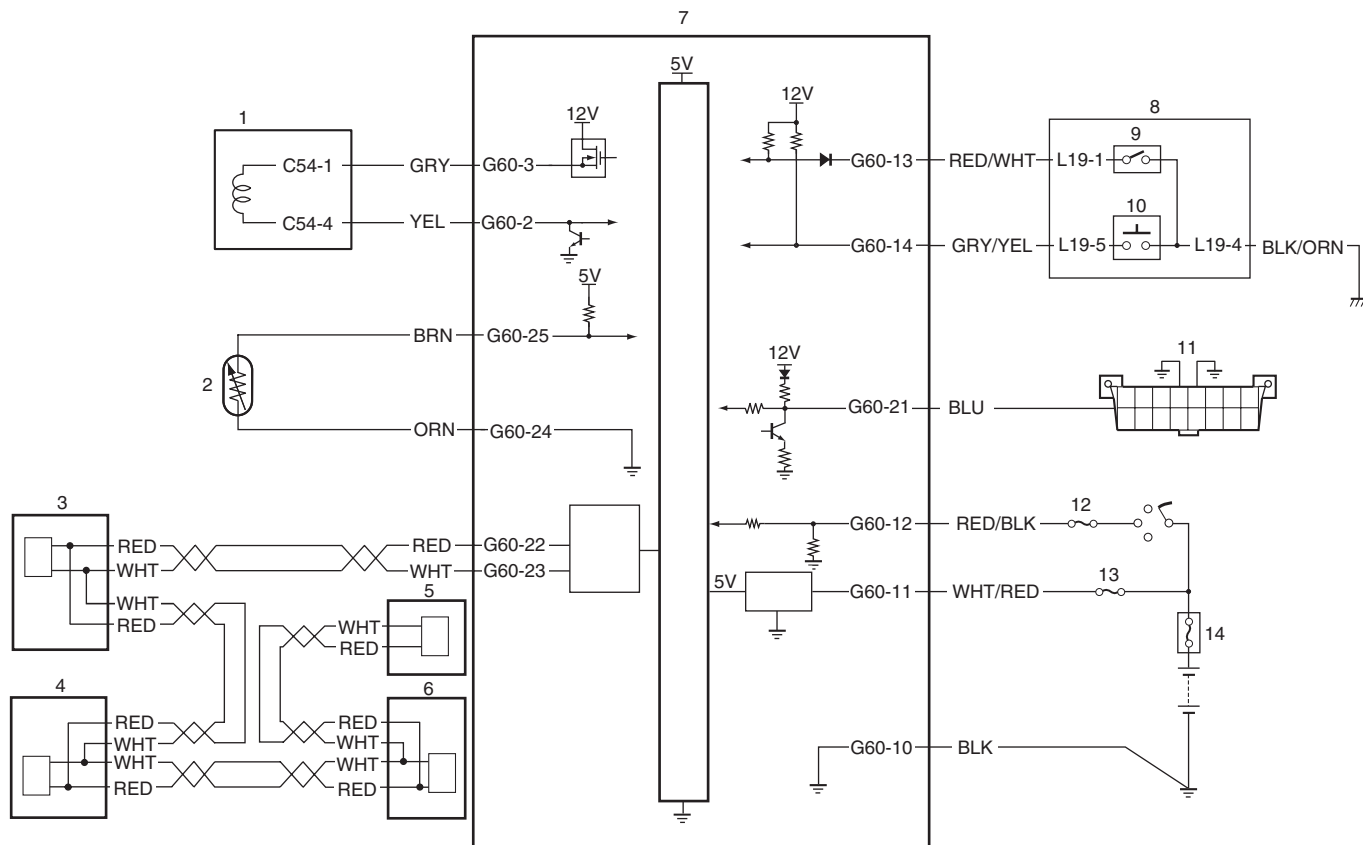 7
5V
12V
12V
1
8
9
C54-1
GRY
G60-3
G60-13
RED/WHT
L19-1
10
C54-4
YEL
G60-2
G60-14
GRY/YEL
L19-5
L19-4
BLK/ORN
5V
BRN
G60-25
12V
11
2
G60-21
BLU
ORN
G60-24
3
12
RED
RED
G60-22
G60-12
RED/BLK
WHT
WHT
G60-23
5V
13
G60-11
WHT/RED
WHT
5
RED
WHT
14
RED
4
6
RED
RED
WHT
WHT
G60-10
BLK
WHT
WHT
RED
RED